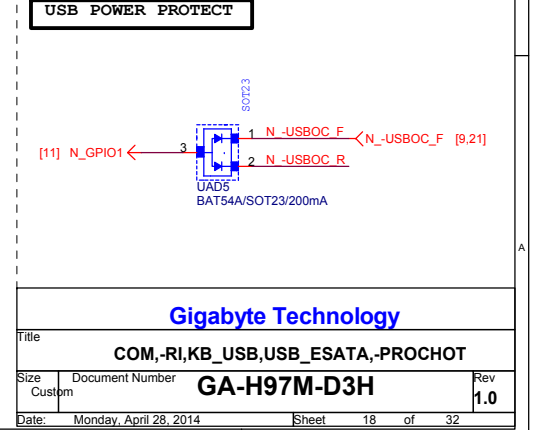 USB POWER PROTECT
SOT23
[11] N_GPIO1 3 1 N_-USBOC_F N_-USBOC_F [9,21]
2 N_-USBOC_R
UAD5
BAT54A/SOT23/200mA
A
Gigabyte Technology
Title
COM,-RI,KB_USB,USB_ESATA,-PROCHOT
Size Document Number Rev
Custom GA-H97M-D3H 1.0
Date: Monday, April 28, 2014 Sheet 18 of 32